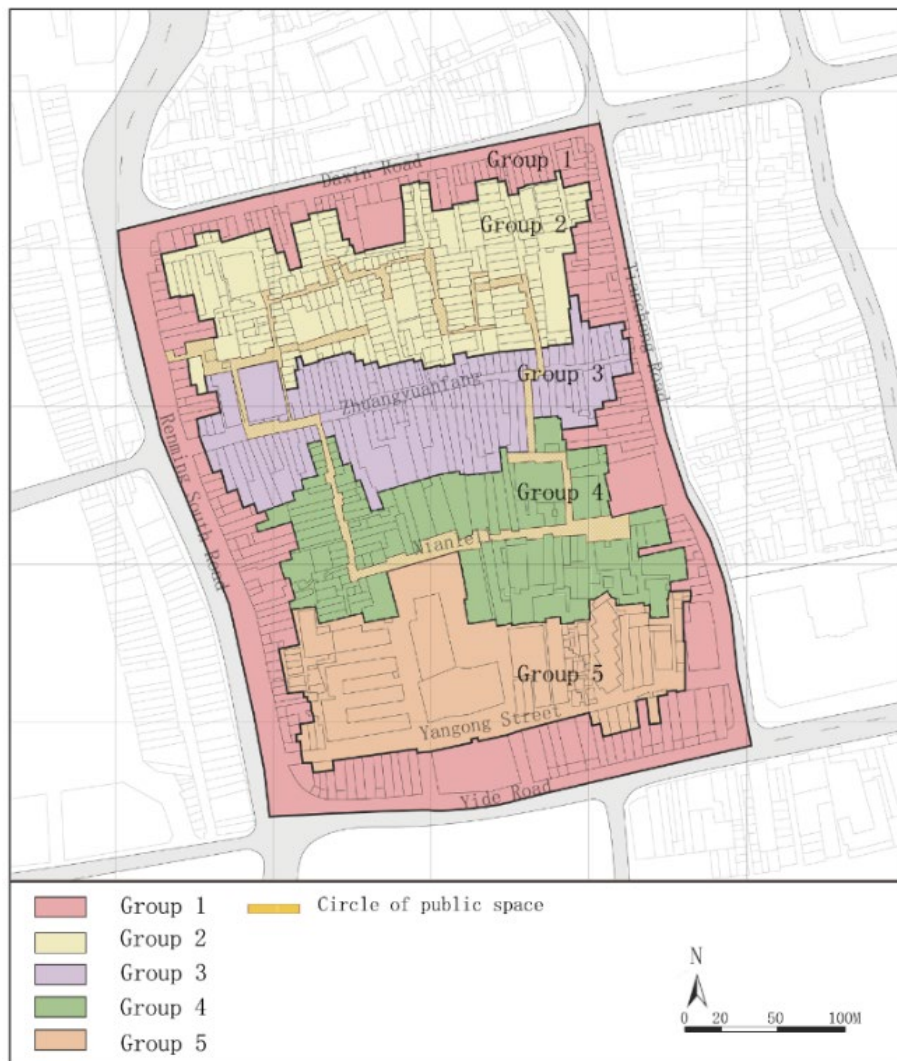 Daxin Road
Group 1
Group 2
Group 3
Zhuangyuanfang
Renming South Road
Group 4
Group 5
Yangong Street
Yide Road
Group 1
Circle of public space
Group 2
Group 3
Group 4
Group 5
N
0 20 50 100M